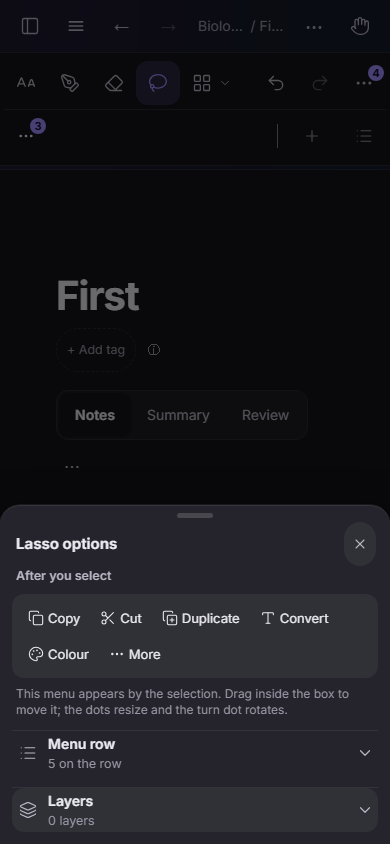 Biolo... / Fi...
Aa
4
3
First
+ Add tag
Notes Summary Review
Lasso options
After you select
Copy Cut Duplicate Convert
Colour More
This menu appears by the selection. Drag inside the box to
move it; the dots resize and the turn dot rotates.
Menu row
5 on the row
Layers
0 layers